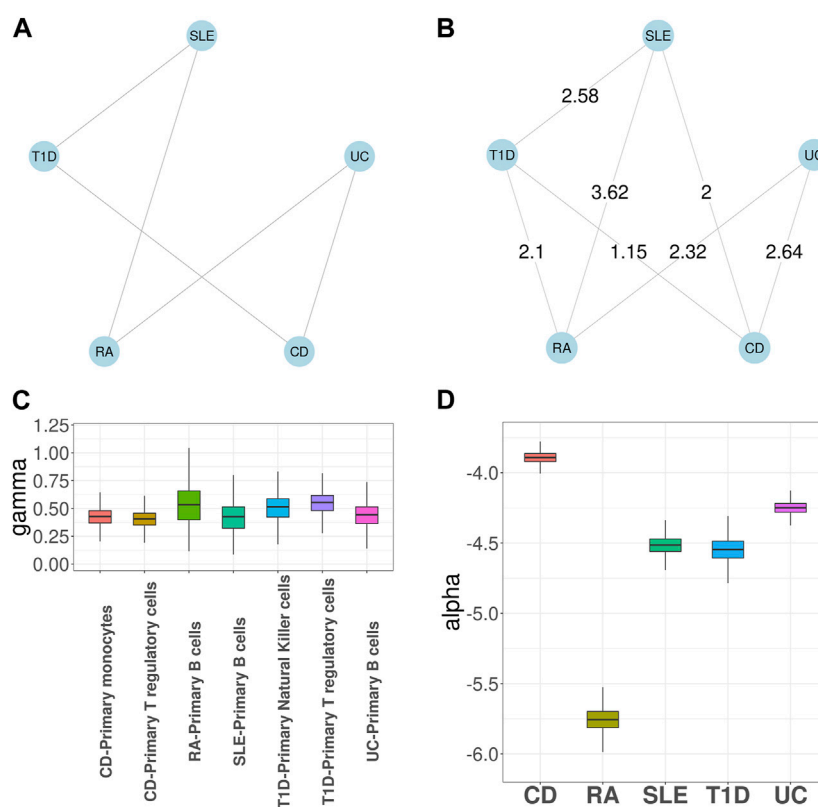 A
SLE
T1D
UC
RA
CD
B
SLE
2.58
T1D
UC
3.62
2
2.1
1.15
2.32
2.64
RA
CD
C
gamma
1.25
1.00
0.75
0.50
0.25
0.00
CD-Primary monocytes
CD-Primary T regulatory cells
RA-Primary B cells
SLE-Primary B cells
T1D-Primary Natural Killer cells
T1D-Primary T regulatory cells
UC-Primary B cells
D
alpha
-4.0
-4.5
-5.0
-5.5
-6.0
CD RA SLE T1D UC